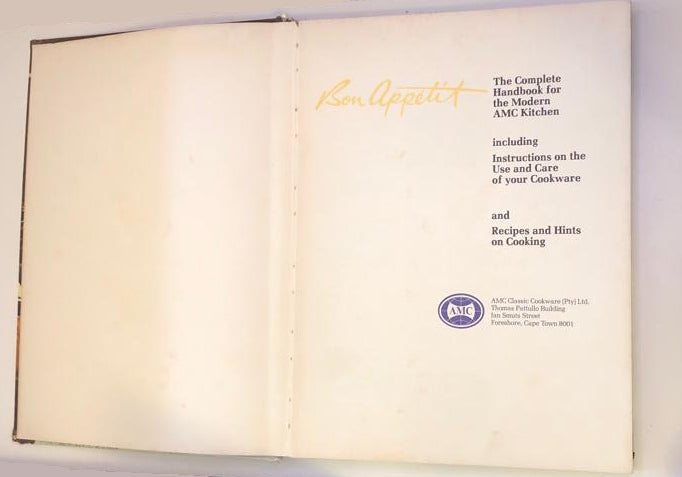 Bon Appétit
The Complete
Handbook for
the Modern
AMC Kitchen
including
Instructions on the
Use and Care
of your Cookware
and
Recipes and Hints
on Cooking
AMC
AMC Classic Cookware (Pty) Ltd.
Thomas Pattullo Building
Jan Smuts Street
Foreshore, Cape Town 8001